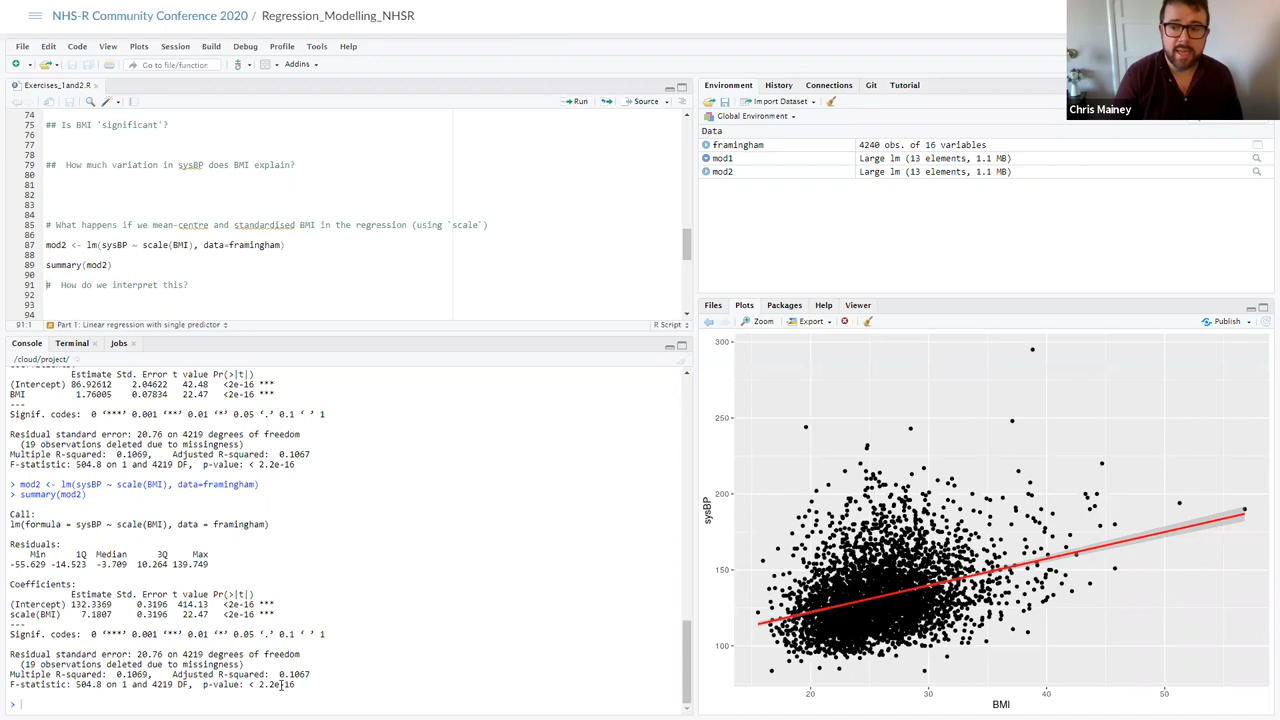 NHS-R Community Conference 2020 / Regression_Modelling_NHSR
Chris Mainey
File Edit Code View Plots Session Build Debug Profile Tools Help
Go to file/function
Addins
Exercises_1and2.R
Run
Source
74
75 ## Is BMI 'significant'?
76
77
78
79 ## How much variation in sysBP does BMI explain?
80
81
82
83
84
85 # What happens if we mean-centre and standardised BMI in the regression (using `scale`)
86
87 mod2 <- lm(sysBP ~ scale(BMI), data=framingham)
88
89 summary(mod2)
90
91 # How do we interpret this?
92
93
94
91:1 Part 1: Linear regression with single predictor R Script
Console Terminal Jobs
/cloud/project/
Estimate Std. Error t value Pr(>|t|)
(Intercept) 86.92612 2.04622 42.48 <2e-16 ***
BMI 1.76005 0.07834 22.47 <2e-16 ***
---
Signif. codes: 0 ‘***’ 0.001 ‘**’ 0.01 ‘*’ 0.05 ‘.’ 0.1 ‘ ’ 1
Residual standard error: 20.76 on 4219 degrees of freedom
(19 observations deleted due to missingness)
Multiple R-squared: 0.1069, Adjusted R-squared: 0.1067
F-statistic: 504.8 on 1 and 4219 DF, p-value: < 2.2e-16
> mod2 <- lm(sysBP ~ scale(BMI), data=framingham)
> summary(mod2)
Call:
lm(formula = sysBP ~ scale(BMI), data = framingham)
Residuals:
Min 1Q Median 3Q Max
-55.629 -14.523 -3.709 10.264 139.749
Coefficients:
Estimate Std. Error t value Pr(>|t|)
(Intercept) 132.3369 0.3196 414.13 <2e-16 ***
scale(BMI) 7.1807 0.3196 22.47 <2e-16 ***
---
Signif. codes: 0 ‘***’ 0.001 ‘**’ 0.01 ‘*’ 0.05 ‘.’ 0.1 ‘ ’ 1
Residual standard error: 20.76 on 4219 degrees of freedom
(19 observations deleted due to missingness)
Multiple R-squared: 0.1069, Adjusted R-squared: 0.1067
F-statistic: 504.8 on 1 and 4219 DF, p-value: < 2.2e-16
>
Environment History Connections Git Tutorial
Import Dataset
Global Environment
Data
framingham 4240 obs. of 16 variables
mod1 Large lm (13 elements, 1.1 MB)
mod2 Large lm (13 elements, 1.1 MB)
Files Plots Packages Help Viewer
Zoom Export Publish
300
250
200
150
100
sysBP
20 30 40 50
BMI